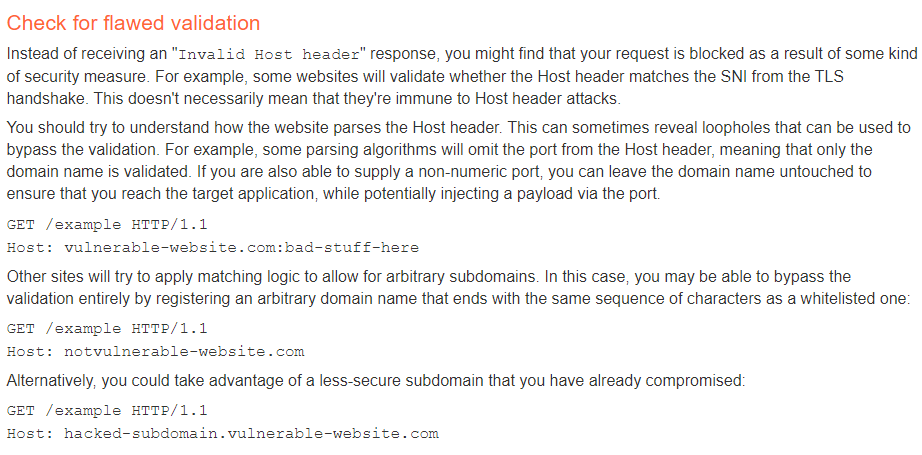 Check for flawed validation
Instead of receiving an "Invalid Host header" response, you might find that your request is blocked as a result of some kind
of security measure. For example, some websites will validate whether the Host header matches the SNI from the TLS
handshake. This doesn't necessarily mean that they're immune to Host header attacks.
You should try to understand how the website parses the Host header. This can sometimes reveal loopholes that can be used to
bypass the validation. For example, some parsing algorithms will omit the port from the Host header, meaning that only the
domain name is validated. If you are also able to supply a non-numeric port, you can leave the domain name untouched to
ensure that you reach the target application, while potentially injecting a payload via the port.
GET /example HTTP/1.1
Host: vulnerable-website.com:bad-stuff-here
Other sites will try to apply matching logic to allow for arbitrary subdomains. In this case, you may be able to bypass the
validation entirely by registering an arbitrary domain name that ends with the same sequence of characters as a whitelisted one:
GET /example HTTP/1.1
Host: notvulnerable-website.com
Alternatively, you could take advantage of a less-secure subdomain that you have already compromised:
GET /example HTTP/1.1
Host: hacked-subdomain.vulnerable-website.com